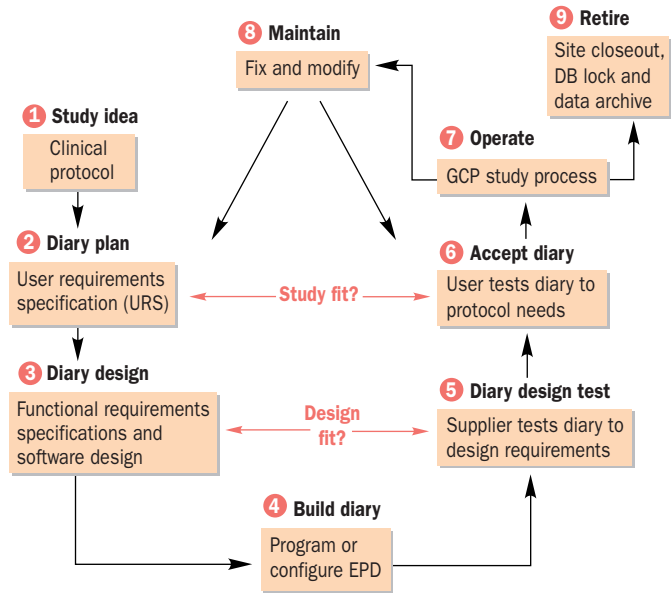 1 Study idea
Clinical
protocol
2 Diary plan
User requirements
specification (URS)
3 Diary design
Functional requirements
specifications and
software design
4 Build diary
Program or
configure EPD
5 Diary design test
Supplier tests diary to
design requirements
6 Accept diary
User tests diary to
protocol needs
7 Operate
GCP study process
8 Maintain
Fix and modify
9 Retire
Site closeout,
DB lock and
data archive
Study fit?
Design
fit?